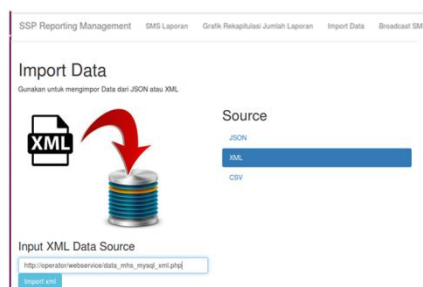 SSP Reporting Management SMS Laporan Grafik Rekapitulasi Jumlah Laporan Import Data Broadcast SM
Import Data
Gunakan untuk mengimpor Data dari JSON atau XML
XML
Source
JSON
XML
CSV
Input XML Data Source
http://operator/webservice/data_mhs_mysql_xml.php
Import xml